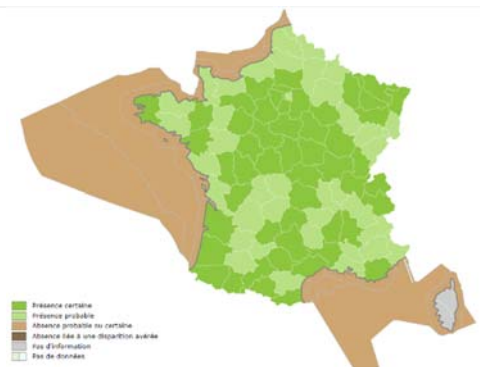 Présence certaine
Présence probable
Absence probable ou certaine
Absence liée à une disparition avérée
Pas d'information
Pas de données